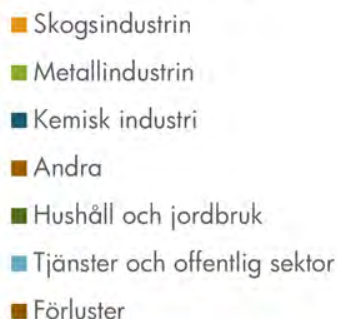 Skogsindustrin
Metallindustrin
Kemisk industri
Andra
Hushåll och jordbruk
Tjänster och offentlig sektor
Förluster